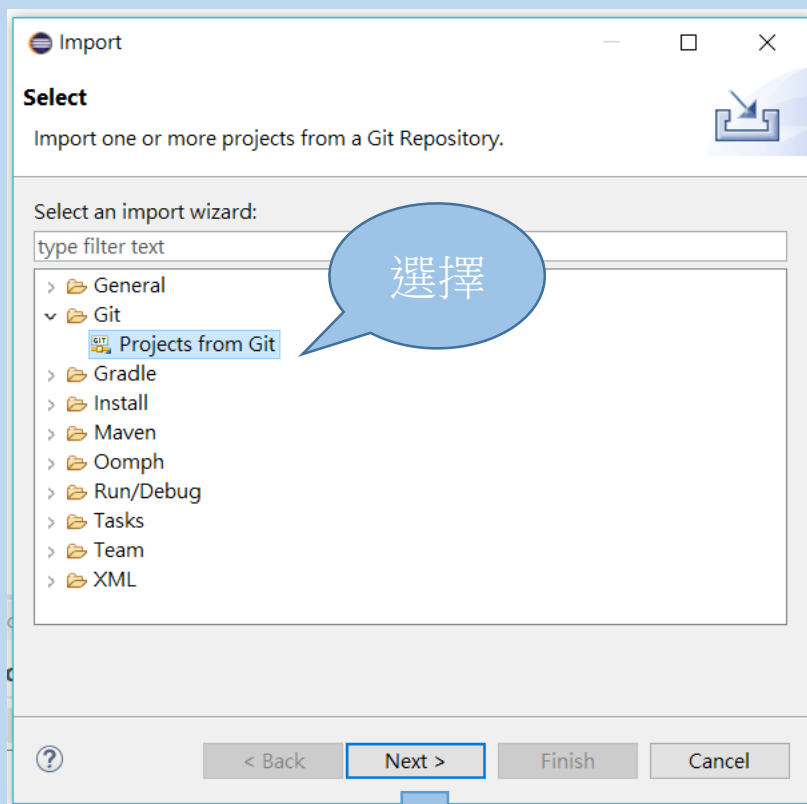 Import
Select
Import one or more projects from a Git Repository.
Select an import wizard:
type filter text
選擇
General
Git
Projects from Git
Gradle
Install
Maven
Oomph
Run/Debug
Tasks
Team
XML
< Back
Next >
Finish
Cancel